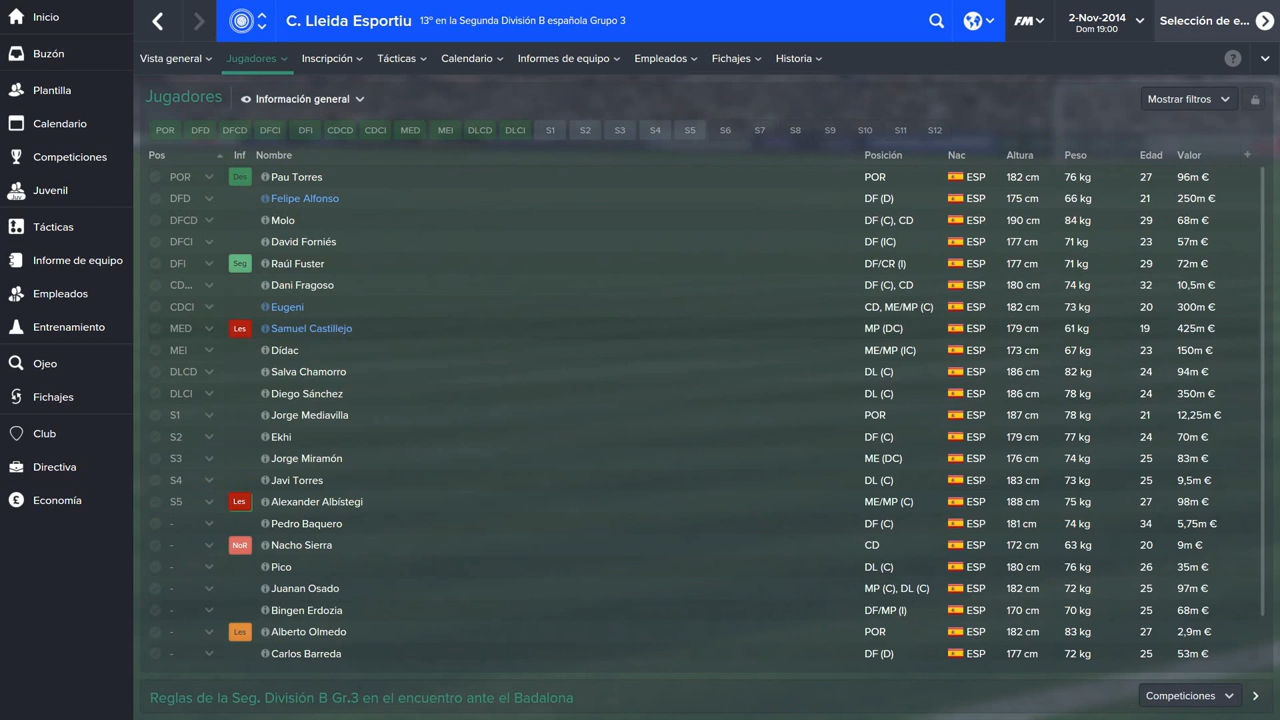 Inicio
Buzón
Plantilla
Calendario
Competiciones
Juv
Juvenil
Tácticas
Informe de equipo
Empleados
Entrenamiento
Ojeo
Fichajes
Club
Directiva
£ Economía
C. Lleida Esportiu 13º en la Segunda División B española Grupo 3
FM
2-Nov-2014
Dom 19:00
Selección de e...
Vista general Jugadores Inscripción Tácticas Calendario Informes de equipo Empleados Fichajes Historia ?
Jugadores Información general Mostrar filtros
POR DFD DFCD DFCI DFI CDCD CDCI MED MEI DLCD DLCI S1 S2 S3 S4 S5 S6 S7 S8 S9 S10 S11 S12
Pos Inf Nombre Posición Nac Altura Peso Edad Valor +
POR Des Pau Torres POR ESP 182 cm 76 kg 27 96m €
DFD Felipe Alfonso DF (D) ESP 175 cm 66 kg 21 250m €
DFCD Molo DF (C), CD ESP 190 cm 84 kg 29 68m €
DFCI David Forniés DF (IC) ESP 177 cm 71 kg 23 57m €
DFI Seg Raúl Fuster DF/CR (I) ESP 177 cm 71 kg 29 72m €
CD... Dani Fragoso DF (C), CD ESP 180 cm 74 kg 32 10,5m €
CDCI Eugeni CD, ME/MP (C) ESP 182 cm 73 kg 20 300m €
MED Les Samuel Castillejo MP (DC) ESP 179 cm 61 kg 19 425m €
MEI Dídac ME/MP (IC) ESP 173 cm 67 kg 23 150m €
DLCD Salva Chamorro DL (C) ESP 186 cm 82 kg 24 94m €
DLCI Diego Sánchez DL (C) ESP 186 cm 78 kg 24 350m €
S1 Jorge Mediavilla POR ESP 187 cm 78 kg 21 12,25m €
S2 Ekhi DF (C) ESP 179 cm 77 kg 24 70m €
S3 Jorge Miramón ME (DC) ESP 176 cm 74 kg 25 83m €
S4 Javi Torres DL (C) ESP 183 cm 73 kg 25 9,5m €
S5 Les Alexander Albístegi ME/MP (C) ESP 188 cm 75 kg 27 98m €
- Pedro Baquero DF (C) ESP 181 cm 74 kg 34 5,75m €
- NoR Nacho Sierra CD ESP 172 cm 63 kg 20 9m €
- Pico DL (C) ESP 180 cm 76 kg 26 35m €
- Juanan Osado MP (C), DL (C) ESP 182 cm 72 kg 25 97m €
- Bingen Erdozia DF/MP (I) ESP 170 cm 70 kg 25 68m €
- Les Alberto Olmedo POR ESP 182 cm 83 kg 27 2,9m €
- Carlos Barreda DF (D) ESP 177 cm 72 kg 25 53m €
Reglas de la Seg. División B Gr.3 en el encuentro ante el Badalona Competiciones